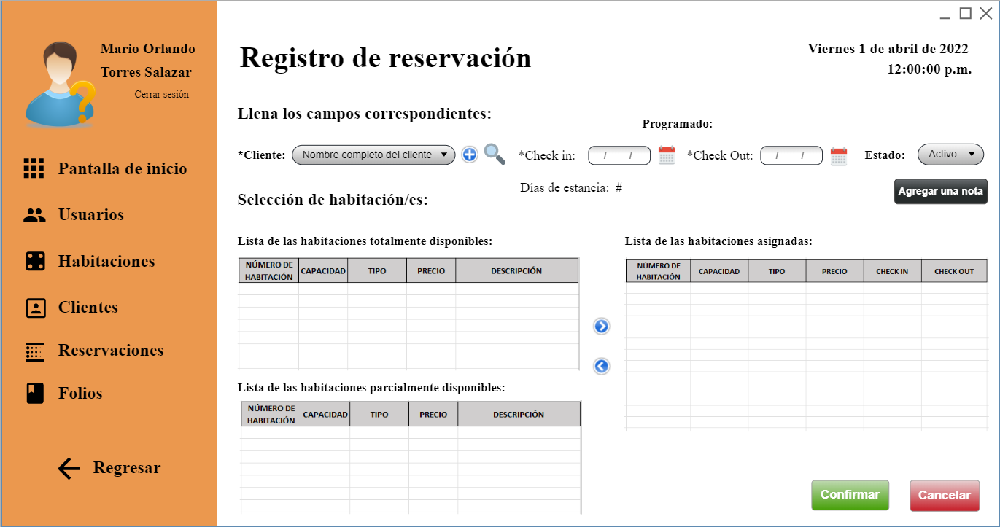 Mario Orlando
Torres Salazar
Cerrar sesión
Pantalla de inicio
Usuarios
Habitaciones
Clientes
Reservaciones
Folios
Regresar
Registro de reservación
Viernes 1 de abril de 2022
12:00:00 p.m.
Llena los campos correspondientes:
Programado:
*Cliente: Nombre completo del cliente *Check in: / / *Check Out: / / Estado: Activo
Días de estancia: #
Agregar una nota
Selección de habitación/es:
Lista de las habitaciones totalmente disponibles:
NÚMERO DE
HABITACIÓN CAPACIDAD TIPO PRECIO DESCRIPCIÓN
Lista de las habitaciones parcialmente disponibles:
NÚMERO DE
HABITACIÓN CAPACIDAD TIPO PRECIO DESCRIPCIÓN
Lista de las habitaciones asignadas:
NÚMERO DE
HABITACIÓN CAPACIDAD TIPO PRECIO CHECK IN CHECK OUT
Confirmar Cancelar